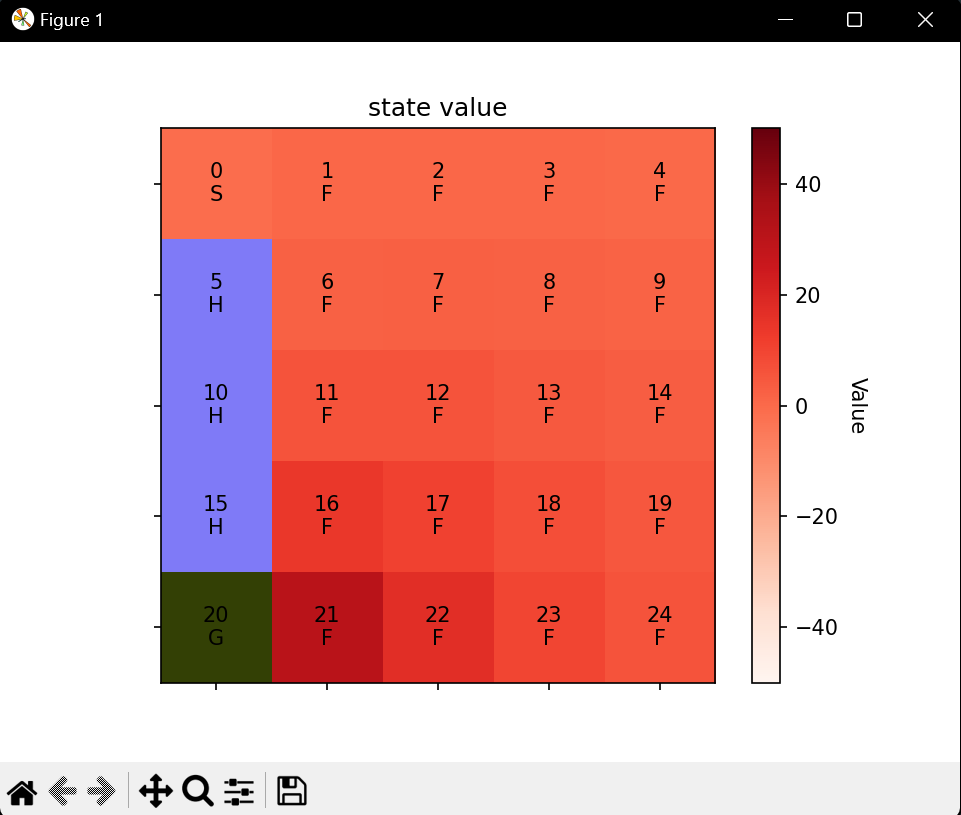 Figure 1
state value
0 1 2 3 4
S F F F F
5 6 7 8 9
H F F F F
10 11 12 13 14
H F F F F
15 16 17 18 19
H F F F F
20 21 22 23 24
G F F F F
40
20
0
−20
−40
Value